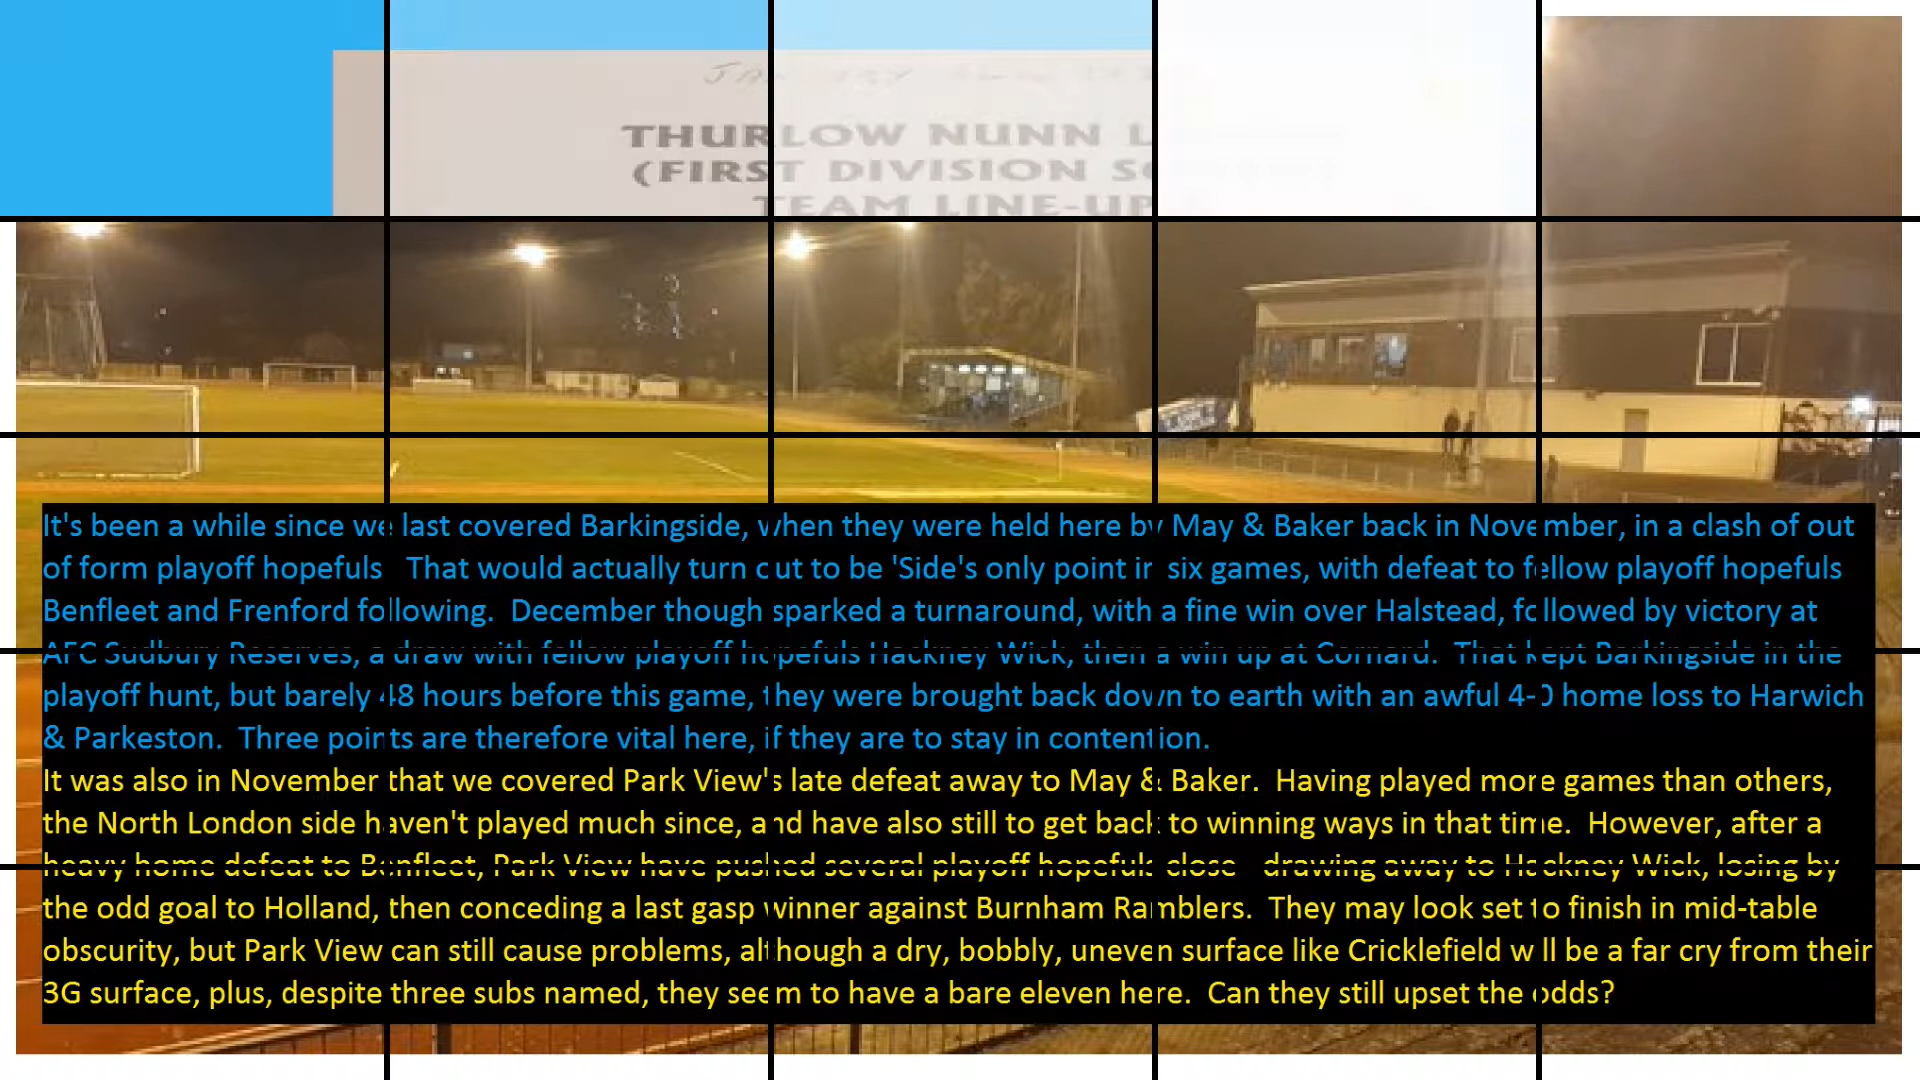 THURLOW NUNN L
(FIRST DIVISION SO
TEAM LINE-UP
It's been a while since we last covered Barkingside, when they were held here by May & Baker back in November, in a clash of out
of form playoff hopefuls That would actually turn out to be 'Side's only point in six games, with defeat to fellow playoff hopefuls
Benfleet and Frenford following. December though sparked a turnaround, with a fine win over Halstead, followed by victory at
AFC Sudbury Reserves, a draw with fellow playoff hopefuls Hackney Wick, then a win up at Cornard. That kept Barkingside in the
playoff hunt, but barely 48 hours before this game, they were brought back down to earth with an awful 4-0 home loss to Harwich
& Parkeston. Three points are therefore vital here, if they are to stay in contention.
It was also in November that we covered Park View's late defeat away to May & Baker. Having played more games than others,
the North London side haven't played much since, and have also still to get back to winning ways in that time. However, after a
heavy home defeat to Benfleet, Park View have pushed several playoff hopefuls close - drawing away to Hackney Wick, losing by
the odd goal to Holland, then conceding a last gasp winner against Burnham Ramblers. They may look set to finish in mid-table
obscurity, but Park View can still cause problems, although a dry, bobbly, uneven surface like Cricklefield will be a far cry from their
3G surface, plus, despite three subs named, they seem to have a bare eleven here. Can they still upset the odds?